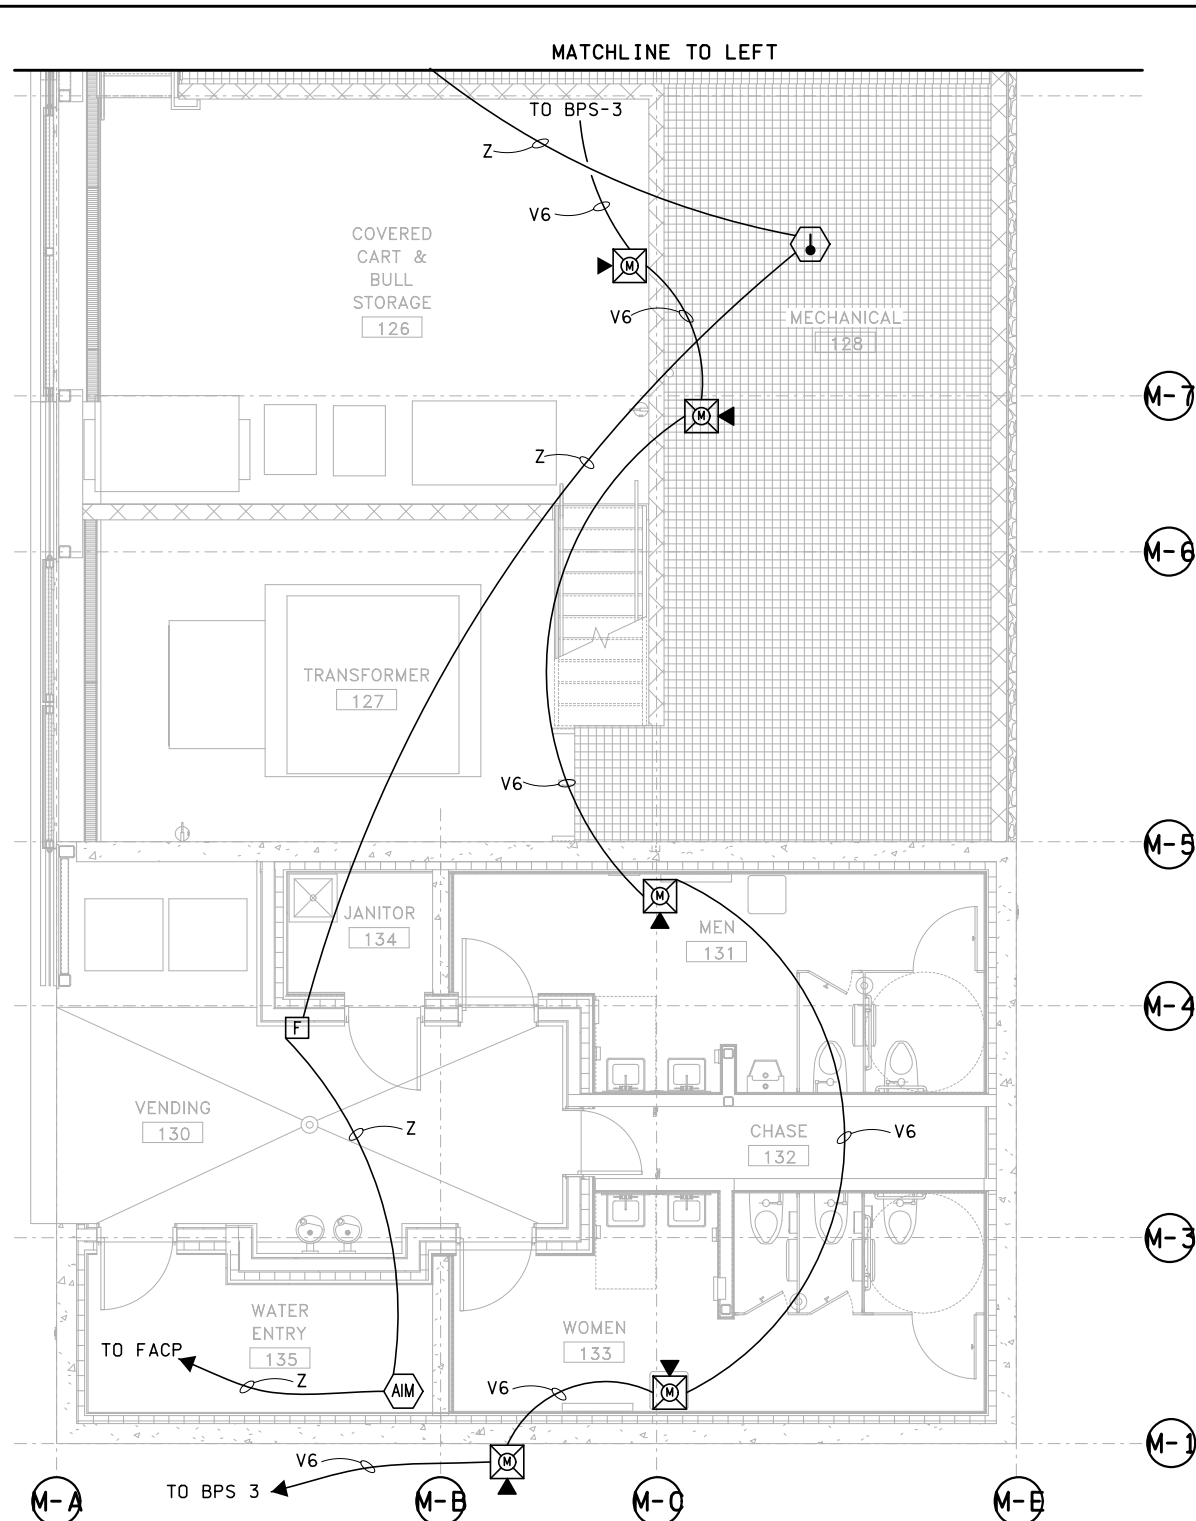 MATCHLINE TO LEFT
TO BPS-3
Z
V6
COVERED
CART &
BULL
STORAGE
126
M
V6
MECHANICAL
128
M-7
M
Z
M-6
TRANSFORMER
127
V6
M-5
M
JANITOR
134
MEN
131
M-4
F
VENDING
130
Z
CHASE
132
V6
M-3
WATER
ENTRY
135
WOMEN
133
TO FACP
Z
AIM
V6
M
M-1
V6
M
TO BPS 3
M-A
M-B
M-C
M-E